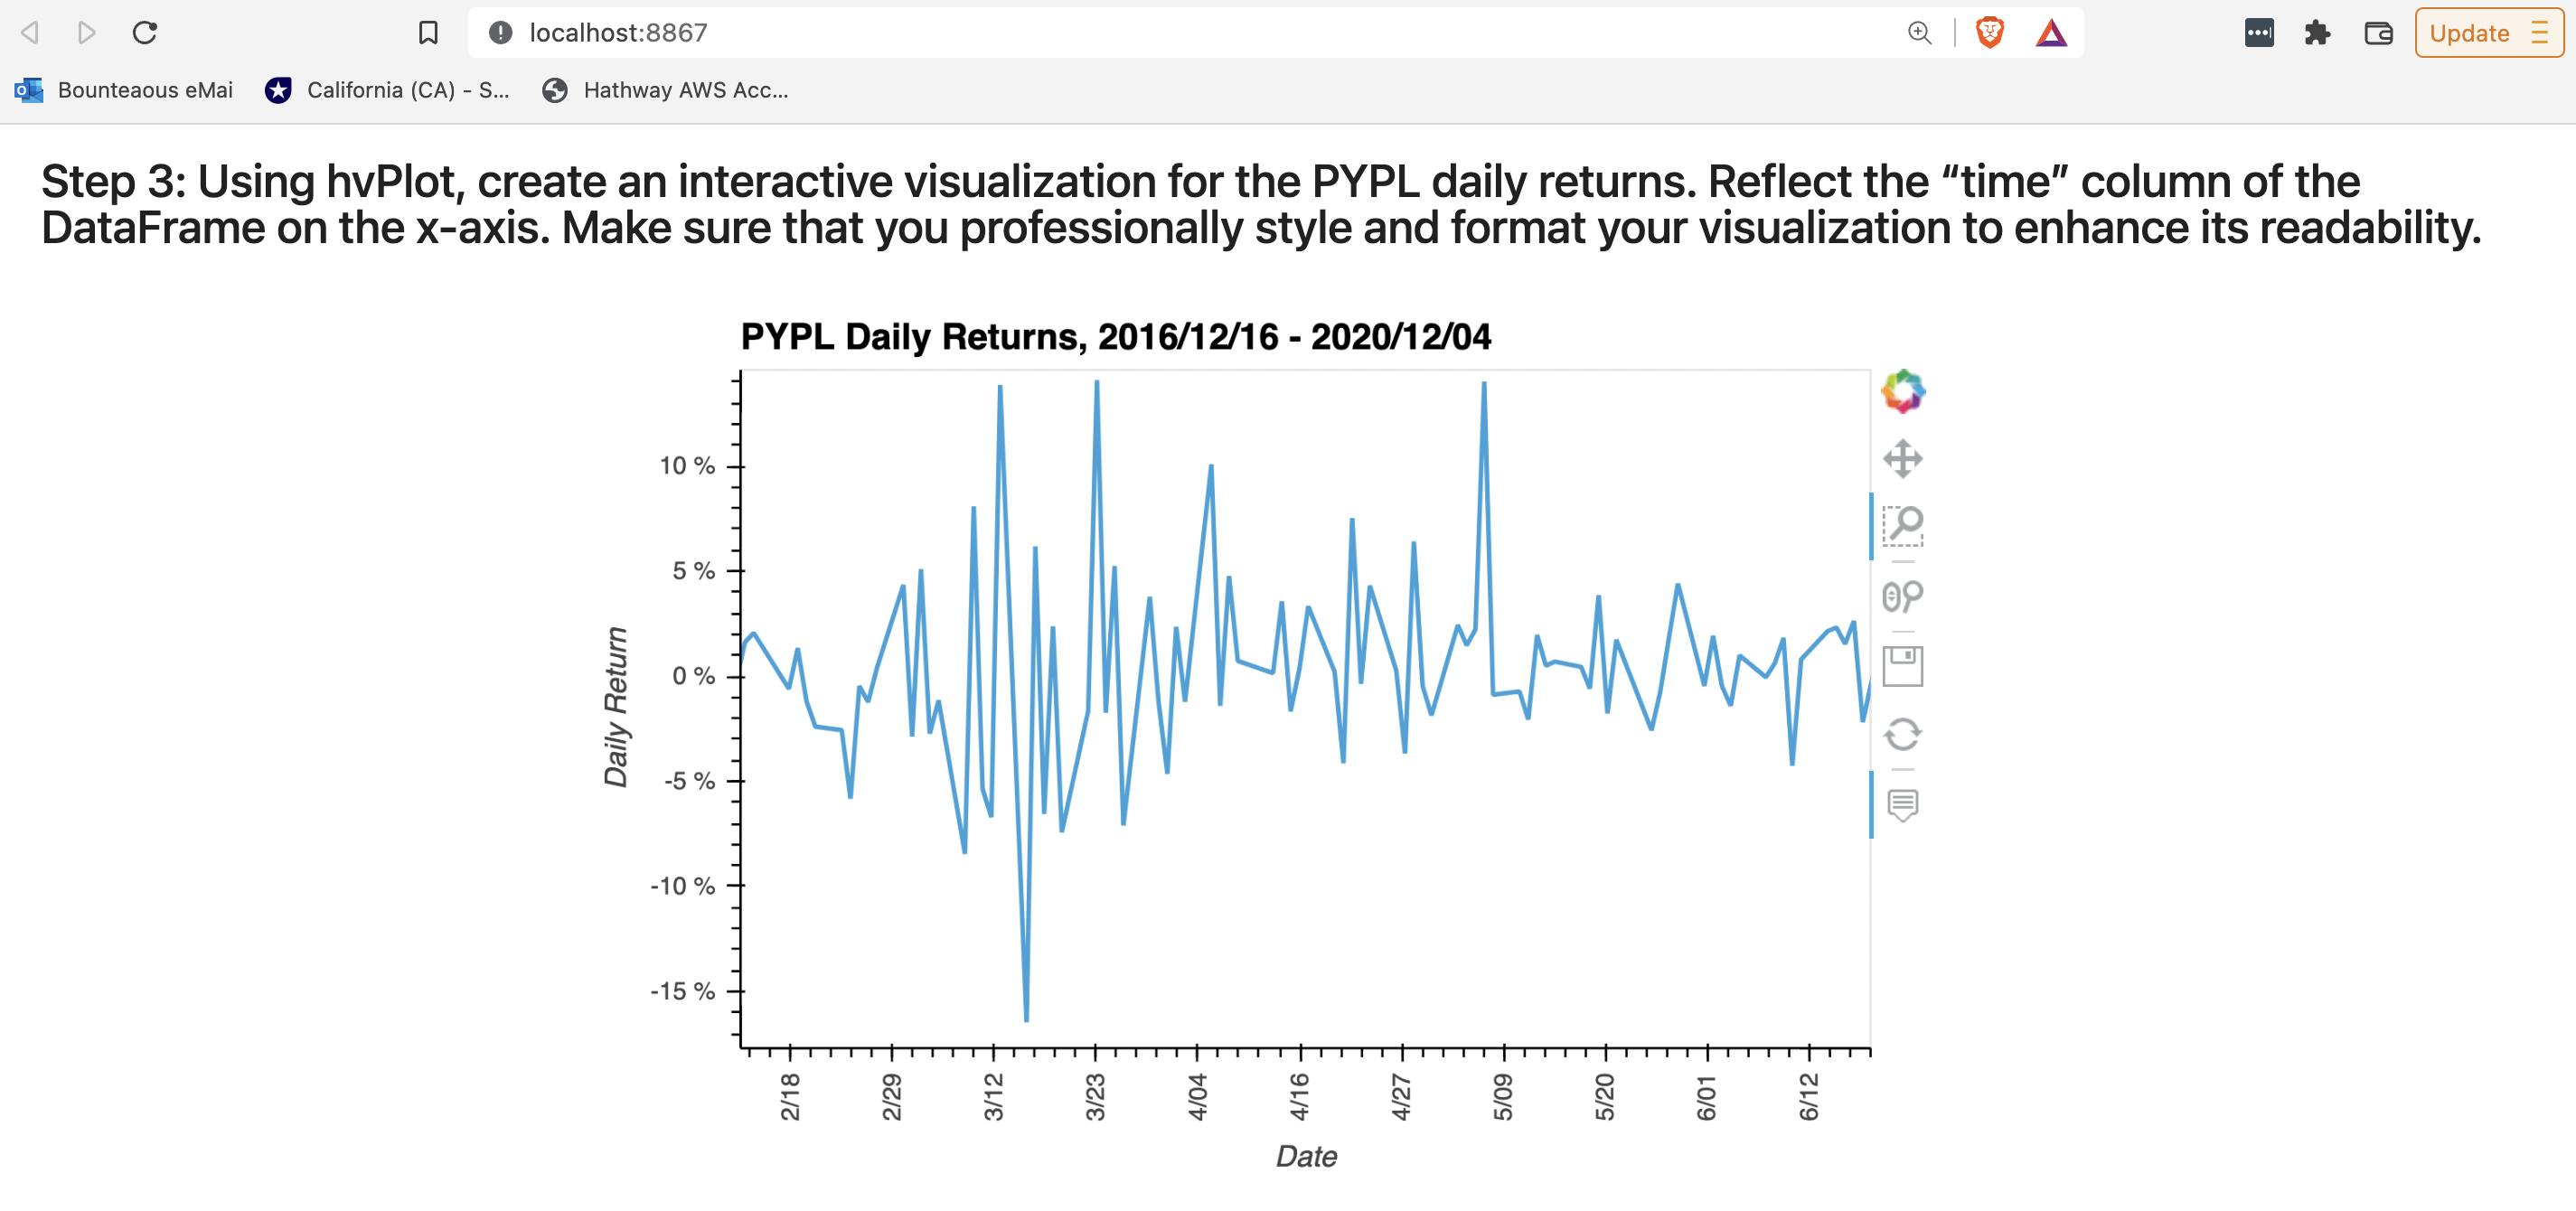 localhost:8867
Update
Bounteaous eMai
California (CA) - S...
Hathway AWS Acc...
Step 3: Using hvPlot, create an interactive visualization for the PYPL daily returns. Reflect the “time” column of the
DataFrame on the x-axis. Make sure that you professionally style and format your visualization to enhance its readability.
PYPL Daily Returns, 2016/12/16 - 2020/12/04
10 %
5 %
0 %
-5 %
-10 %
-15 %
Daily Return
2/18
2/29
3/12
3/23
4/04
4/16
4/27
5/09
5/20
6/01
6/12
Date